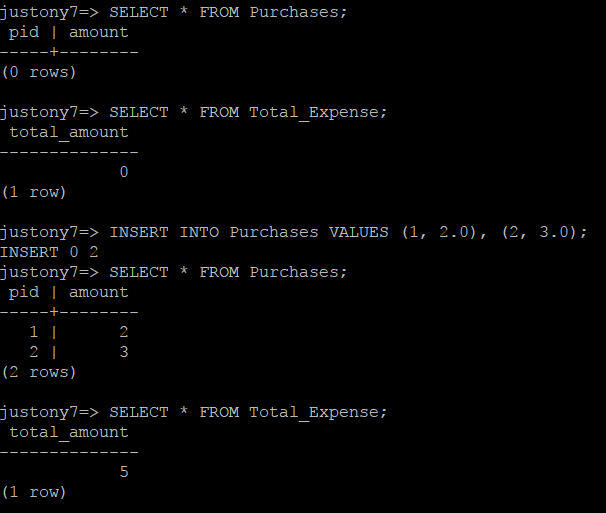 justony7=> SELECT * FROM Purchases;
 pid | amount
-----+--------
(0 rows)

justony7=> SELECT * FROM Total_Expense;
 total_amount
--------------
            0
(1 row)

justony7=> INSERT INTO Purchases VALUES (1, 2.0), (2, 3.0);
INSERT 0 2
justony7=> SELECT * FROM Purchases;
 pid | amount
-----+--------
   1 |      2
   2 |      3
(2 rows)

justony7=> SELECT * FROM Total_Expense;
 total_amount
--------------
            5
(1 row)